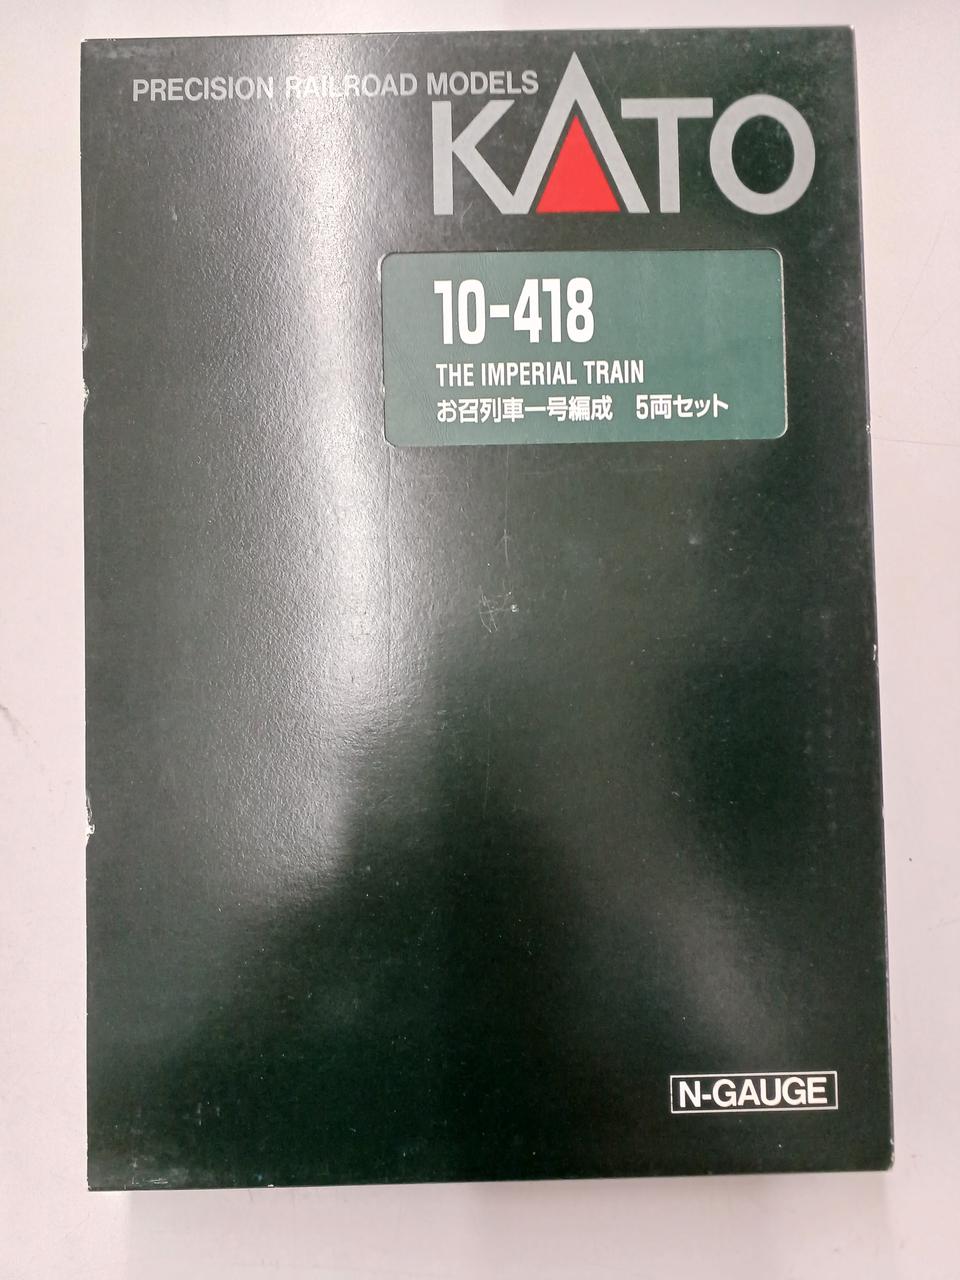 PRECISION RAILROAD MODELS
KATO
10-418
THE IMPERIAL TRAIN
お召列車一号編成 5両セット
N-GAUGE